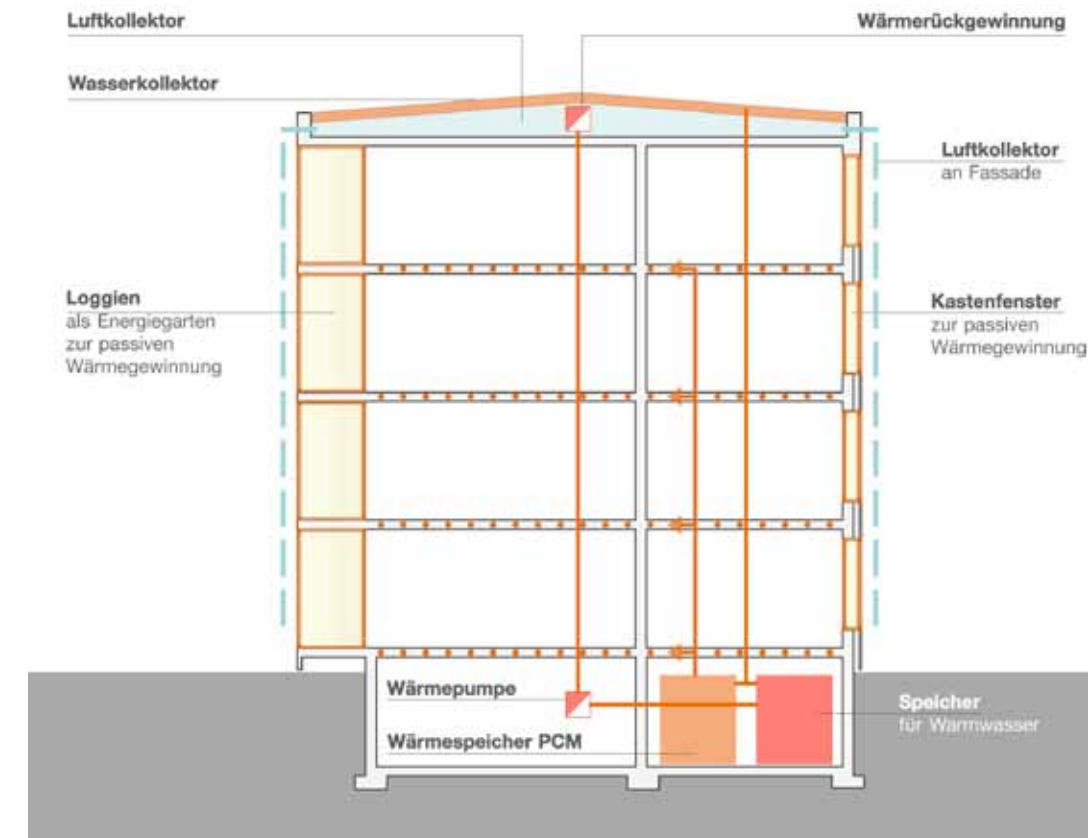 Luftkollektor
Wärmerückgewinnung
Wasserkollektor
Luftkollektor
an Fassade
Loggien
als Energiegarten
zur passiven
Wärmegewinnung
Kastenfenster
zur passiven
Wärmegewinnung
Wärmepumpe
Wärmespeicher PCM
Speicher
für Warmwasser